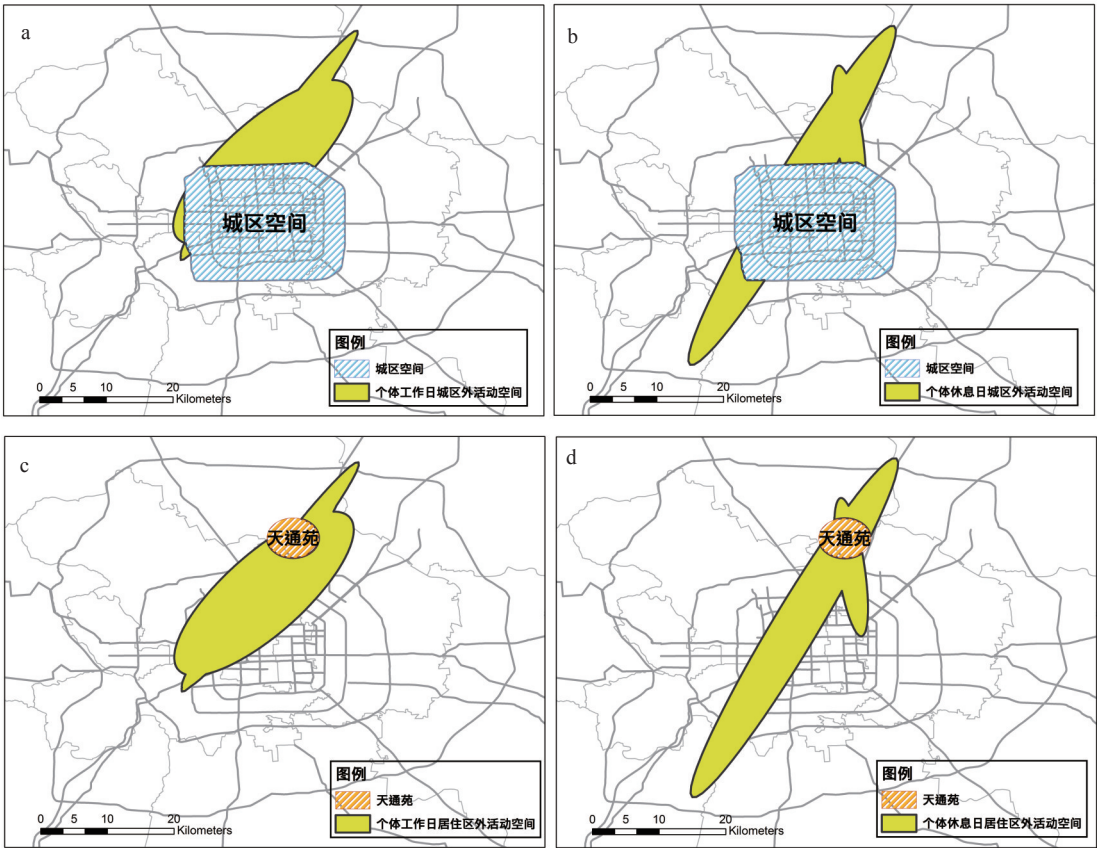 a
城区空间
图例
城区空间
个体工作日城区外活动空间
0 5 10 20
Kilometers
b
城区空间
图例
城区空间
个体休息日城区外活动空间
0 5 10 20
Kilometers
c
天通苑
图例
天通苑
个体工作日居住区外活动空间
0 5 10 20
Kilometers
d
天通苑
图例
天通苑
个体休息日居住区外活动空间
0 5 10 20
Kilometers